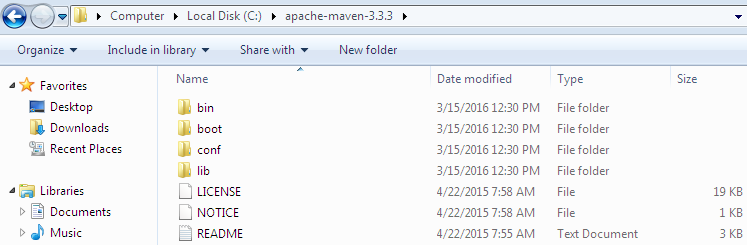 Computer ▸ Local Disk (C:) ▸ apache-maven-3.3.3 ▸
Organize ▾ Include in library ▾ Share with ▾ New folder
Favorites
Desktop
Downloads
Recent Places
Libraries
Documents
Music
Name Date modified Type Size
bin 3/15/2016 12:30 PM File folder
boot 3/15/2016 12:30 PM File folder
conf 3/15/2016 12:30 PM File folder
lib 3/15/2016 12:30 PM File folder
LICENSE 4/22/2015 7:58 AM File 19 KB
NOTICE 4/22/2015 7:58 AM File 1 KB
README 4/22/2015 7:55 AM Text Document 3 KB